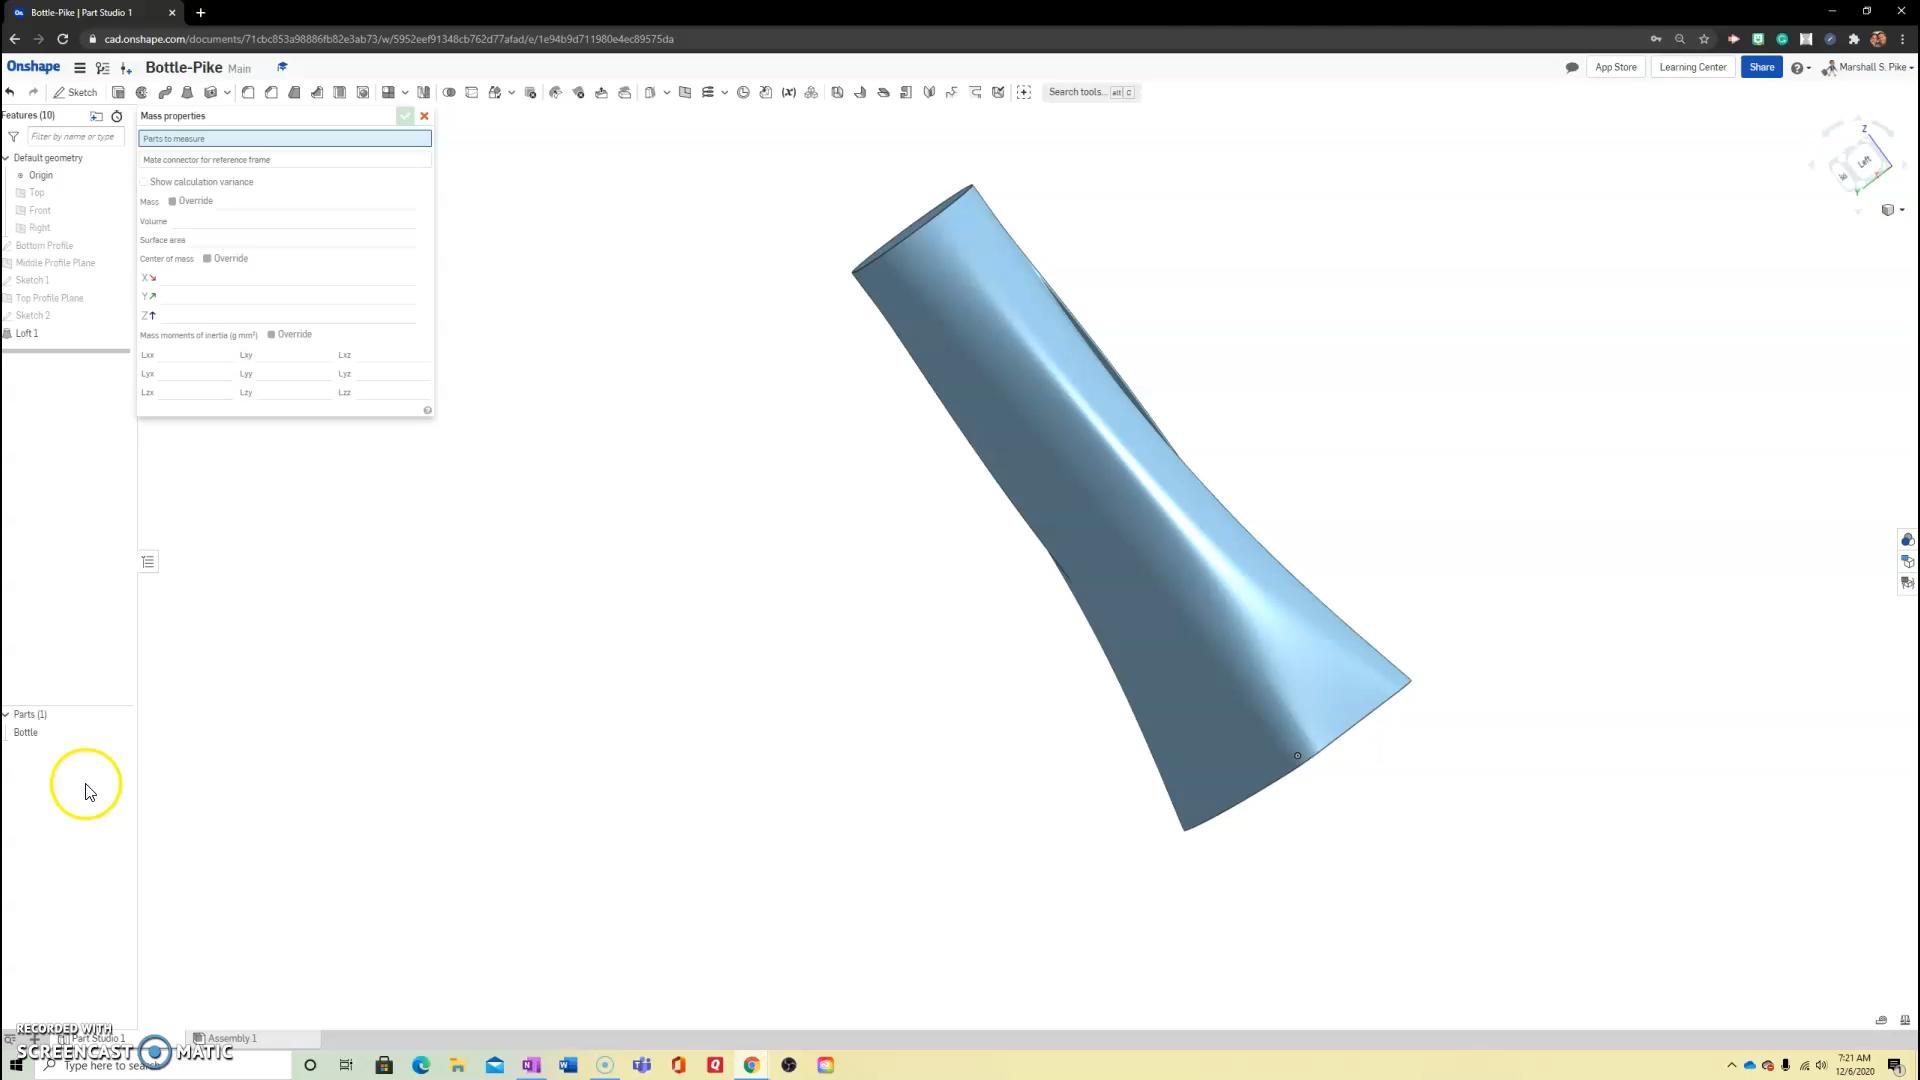 Bottle-Pike | Part Studio 1
cad.onshape.com/documents/71cbc853a98886fb82e3ab73/w/5952eef91348cb762d77afad/e/1e94b9d711980e4ec89575da
Onshape
Bottle-Pike Main
App Store
Learning Center
Share
Marshall S. Pike
Sketch
Search tools... alt C
Features (10)
Filter by name or type
Default geometry
Origin
Top
Front
Right
Bottom Profile
Middle Profile Plane
Sketch 1
Top Profile Plane
Sketch 2
Loft 1
Mass properties
Parts to measure
Mate connector for reference frame
Show calculation variance
Mass Override
Volume
Surface area
Center of mass Override
X
Y
Z
Mass moments of inertia (g mm²) Override
Lxx Lxy Lxz
Lyx Lyy Lyz
Lzx Lzy Lzz
Z
Left
X
Y
Parts (1)
Bottle
RECORDED WITH
SCREENCAST MATIC
Part Studio 1
Assembly 1
Type here to search
7:21 AM
12/6/2020